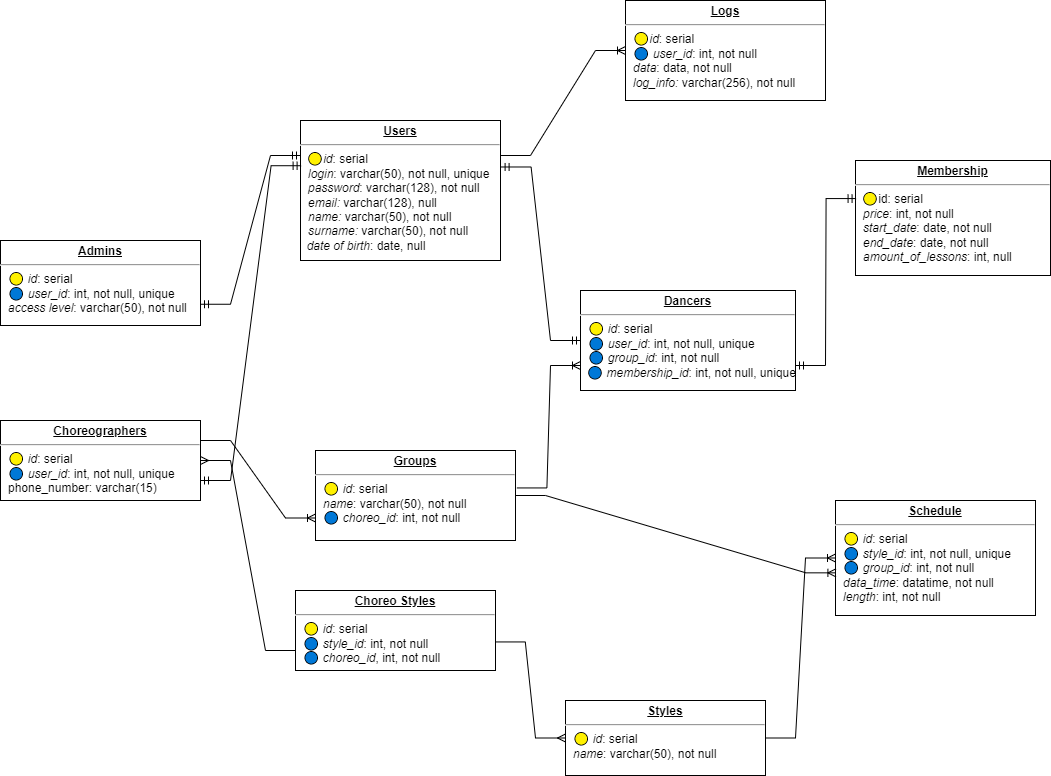 Logs
id: serial
user_id: int, not null
data: data, not null
log_info: varchar(256), not null
Users
id: serial
login: varchar(50), not null, unique
password: varchar(128), not null
email: varchar(128), null
name: varchar(50), not null
surname: varchar(50), not null
date of birth: date, null
Membership
id: serial
price: int, not null
start_date: date, not null
end_date: date, not null
amount_of_lessons: int, null
Admins
id: serial
user_id: int, not null, unique
access level: varchar(50), not null
Dancers
id: serial
user_id: int, not null, unique
group_id: int, not null
membership_id: int, not null, unique
Choreographers
id: serial
user_id: int, not null, unique
phone_number: varchar(15)
Groups
id: serial
name: varchar(50), not null
choreo_id: int, not null
Schedule
id: serial
style_id: int, not null, unique
group_id: int, not null
data_time: datatime, not null
length: int, not null
Choreo Styles
id: serial
style_id: int, not null
choreo_id, int, not null
Styles
id: serial
name: varchar(50), not null